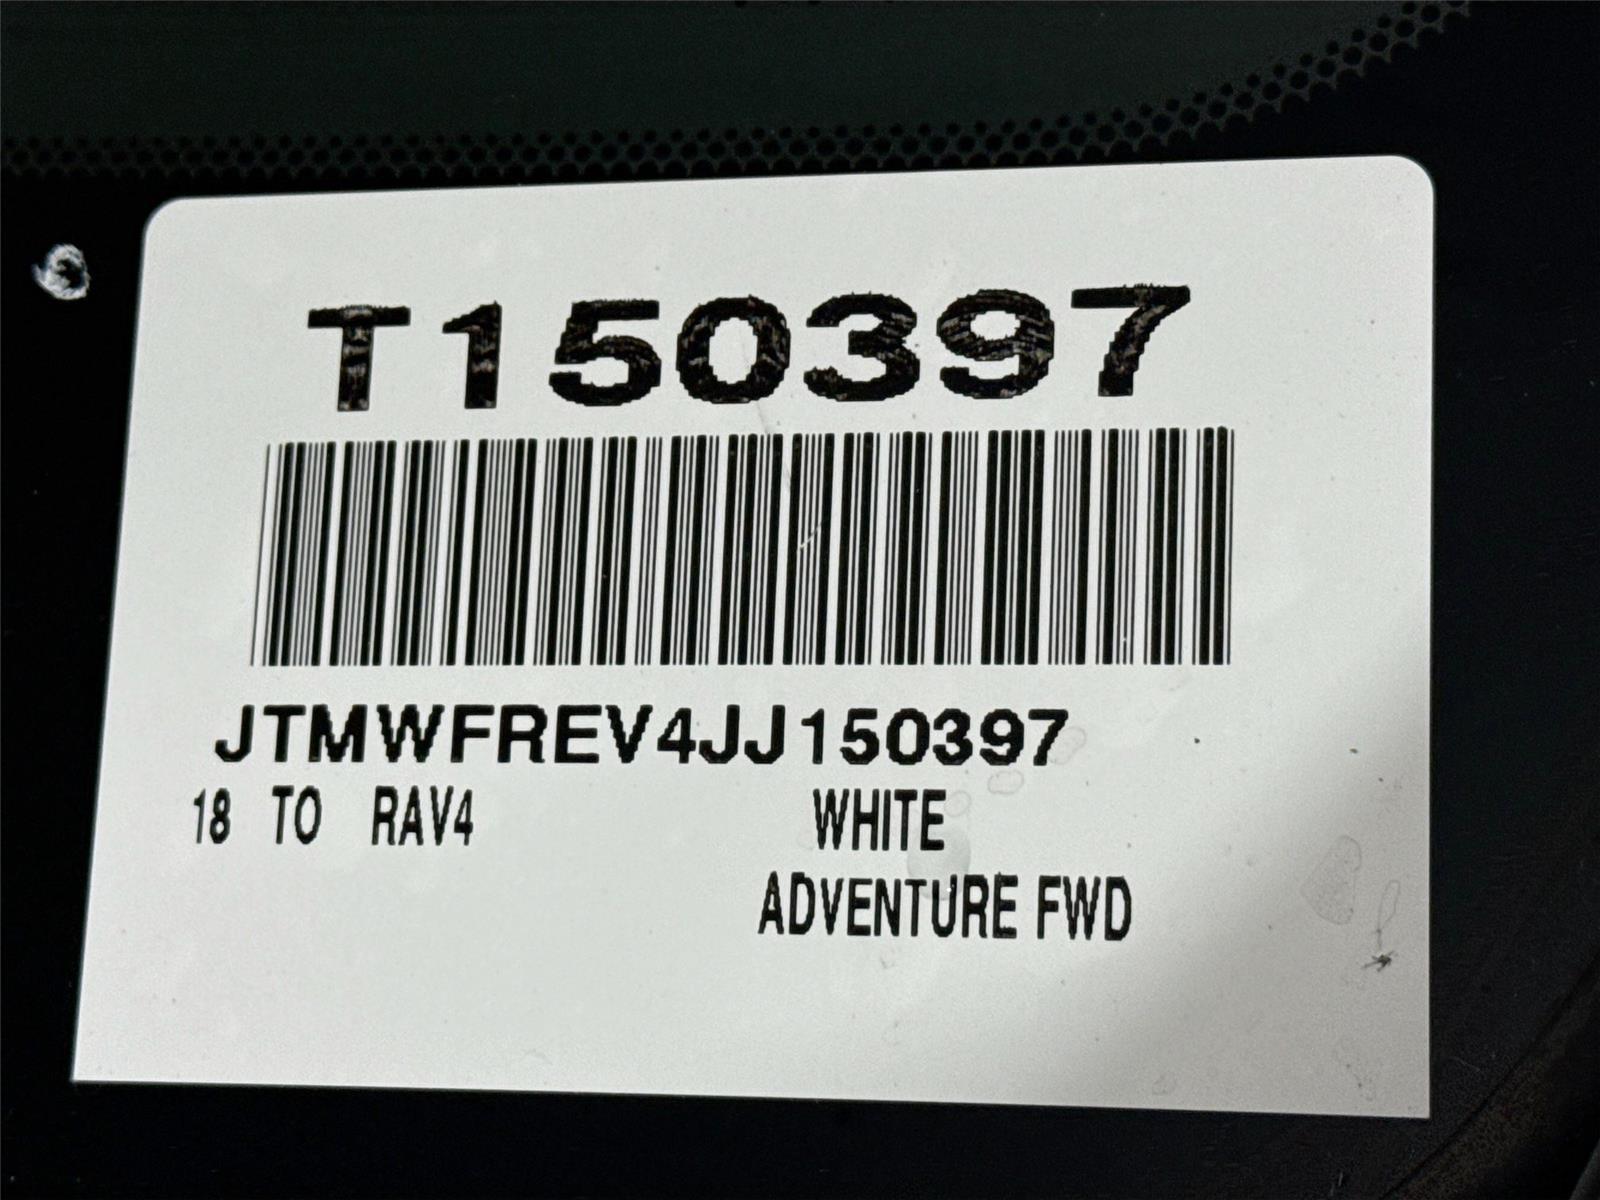 T150397
JTMWFREV4JJ150397
18 TO RAV4 WHITE
ADVENTURE FWD